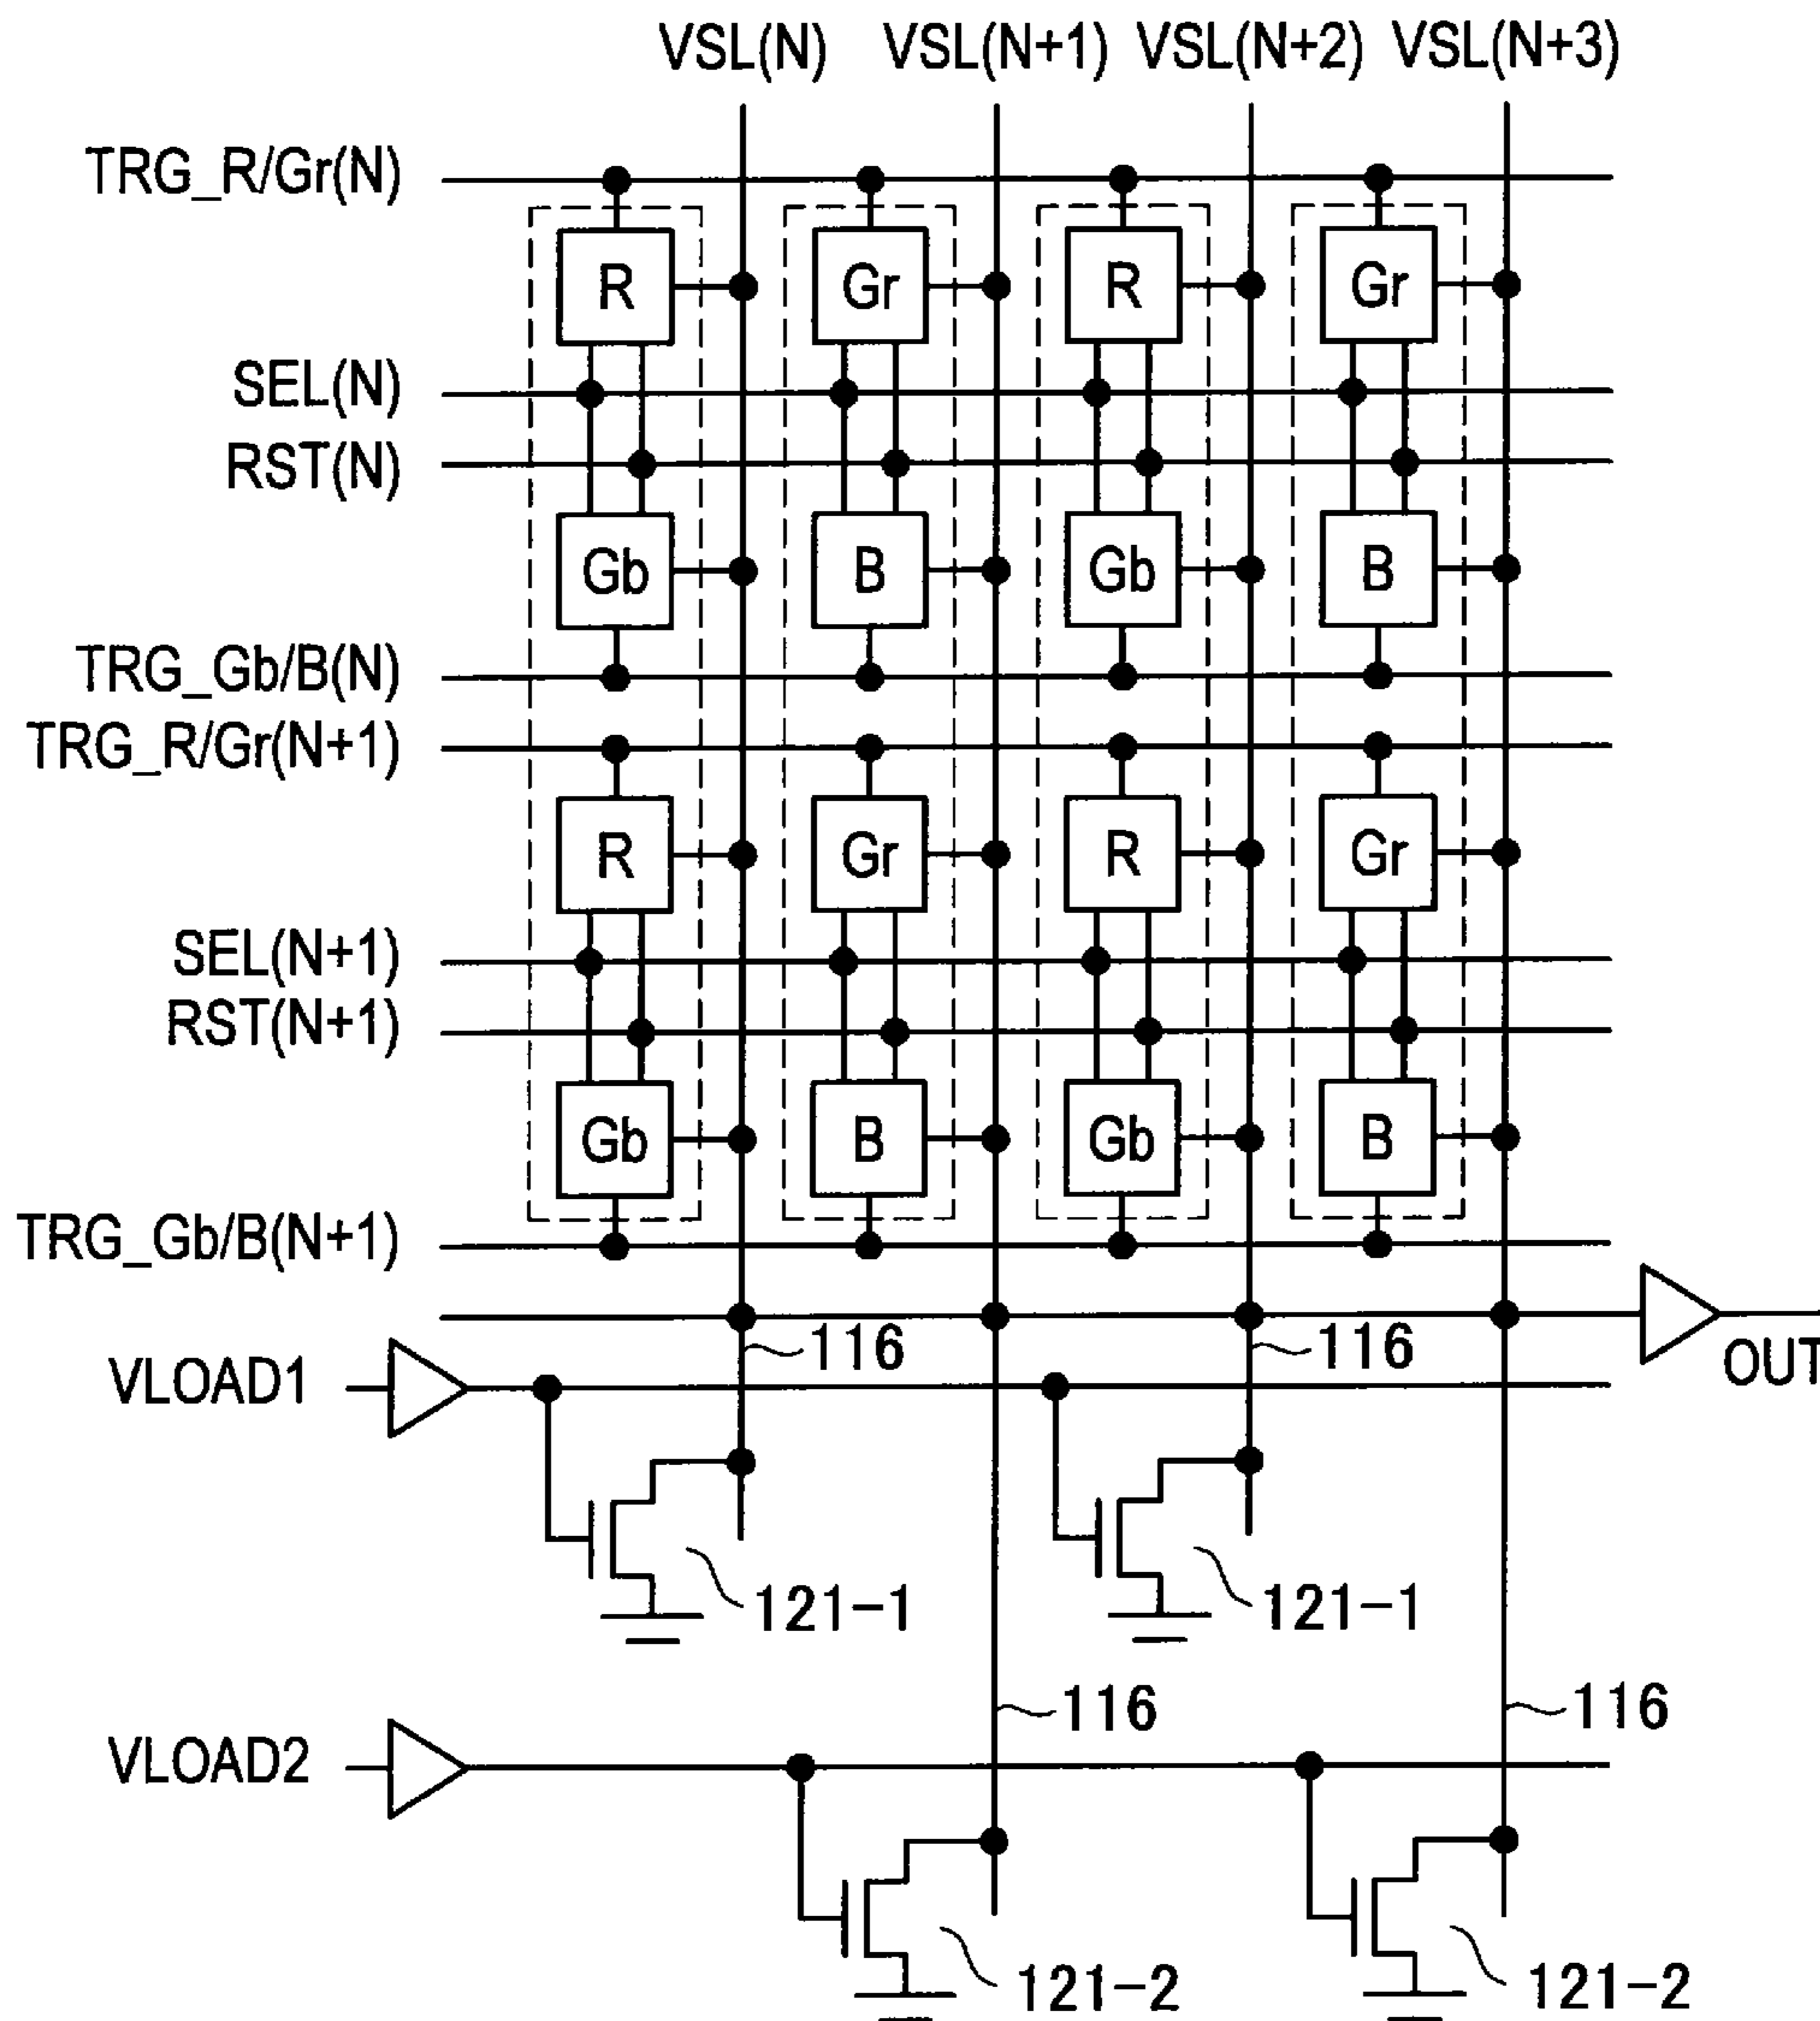 VSL(N) VSL(N+1) VSL(N+2) VSL(N+3)
TRG_R/Gr(N)
R Gr R Gr
SEL(N)
RST(N)
Gb B Gb B
TRG_Gb/B(N)
TRG_R/Gr(N+1)
R Gr R Gr
SEL(N+1)
RST(N+1)
Gb B Gb B
TRG_Gb/B(N+1)
116 116
VLOAD1 OUT
121-1 121-1
116 116
VLOAD2
121-2 121-2